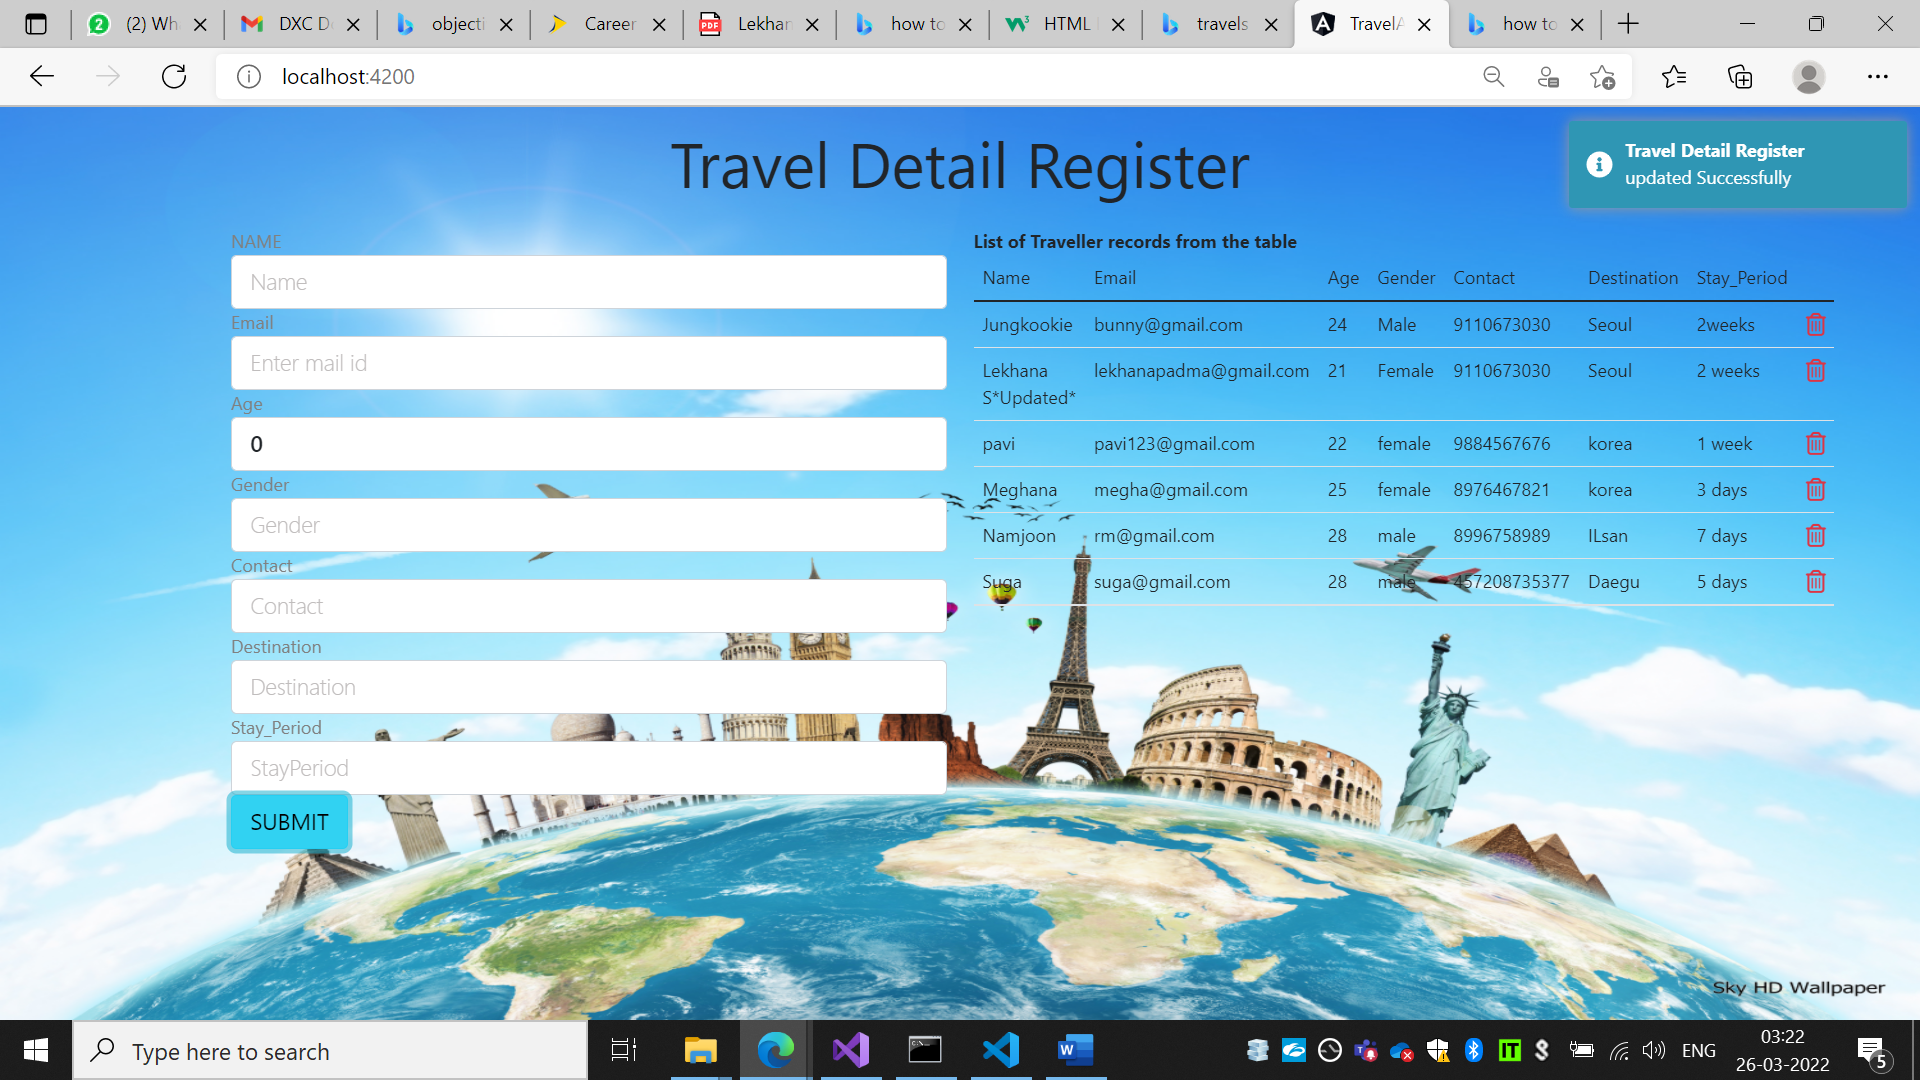 (2) Wh
DXC D
objecti
Career
Lekhan
how to
HTML
travels
TravelA
how to
localhost:4200
Travel Detail Register
Travel Detail Register
updated Successfully
NAME
Name
Email
Enter mail id
Age
0
Gender
Gender
Contact
Contact
Destination
Destination
Stay_Period
StayPeriod
SUBMIT
List of Traveller records from the table
Name Email Age Gender Contact Destination Stay_Period
Jungkookie bunny@gmail.com 24 Male 9110673030 Seoul 2weeks
Lekhana lekhanapadma@gmail.com 21 Female 9110673030 Seoul 2 weeks
S*Updated*
pavi pavi123@gmail.com 22 female 9884567676 korea 1 week
Meghana megha@gmail.com 25 female 8976467821 korea 3 days
Namjoon rm@gmail.com 28 male 8996758989 ILsan 7 days
Suga suga@gmail.com 28 male 457208735377 Daegu 5 days
Sky HD Wallpaper
Type here to search
ENG
03:22
26-03-2022
5